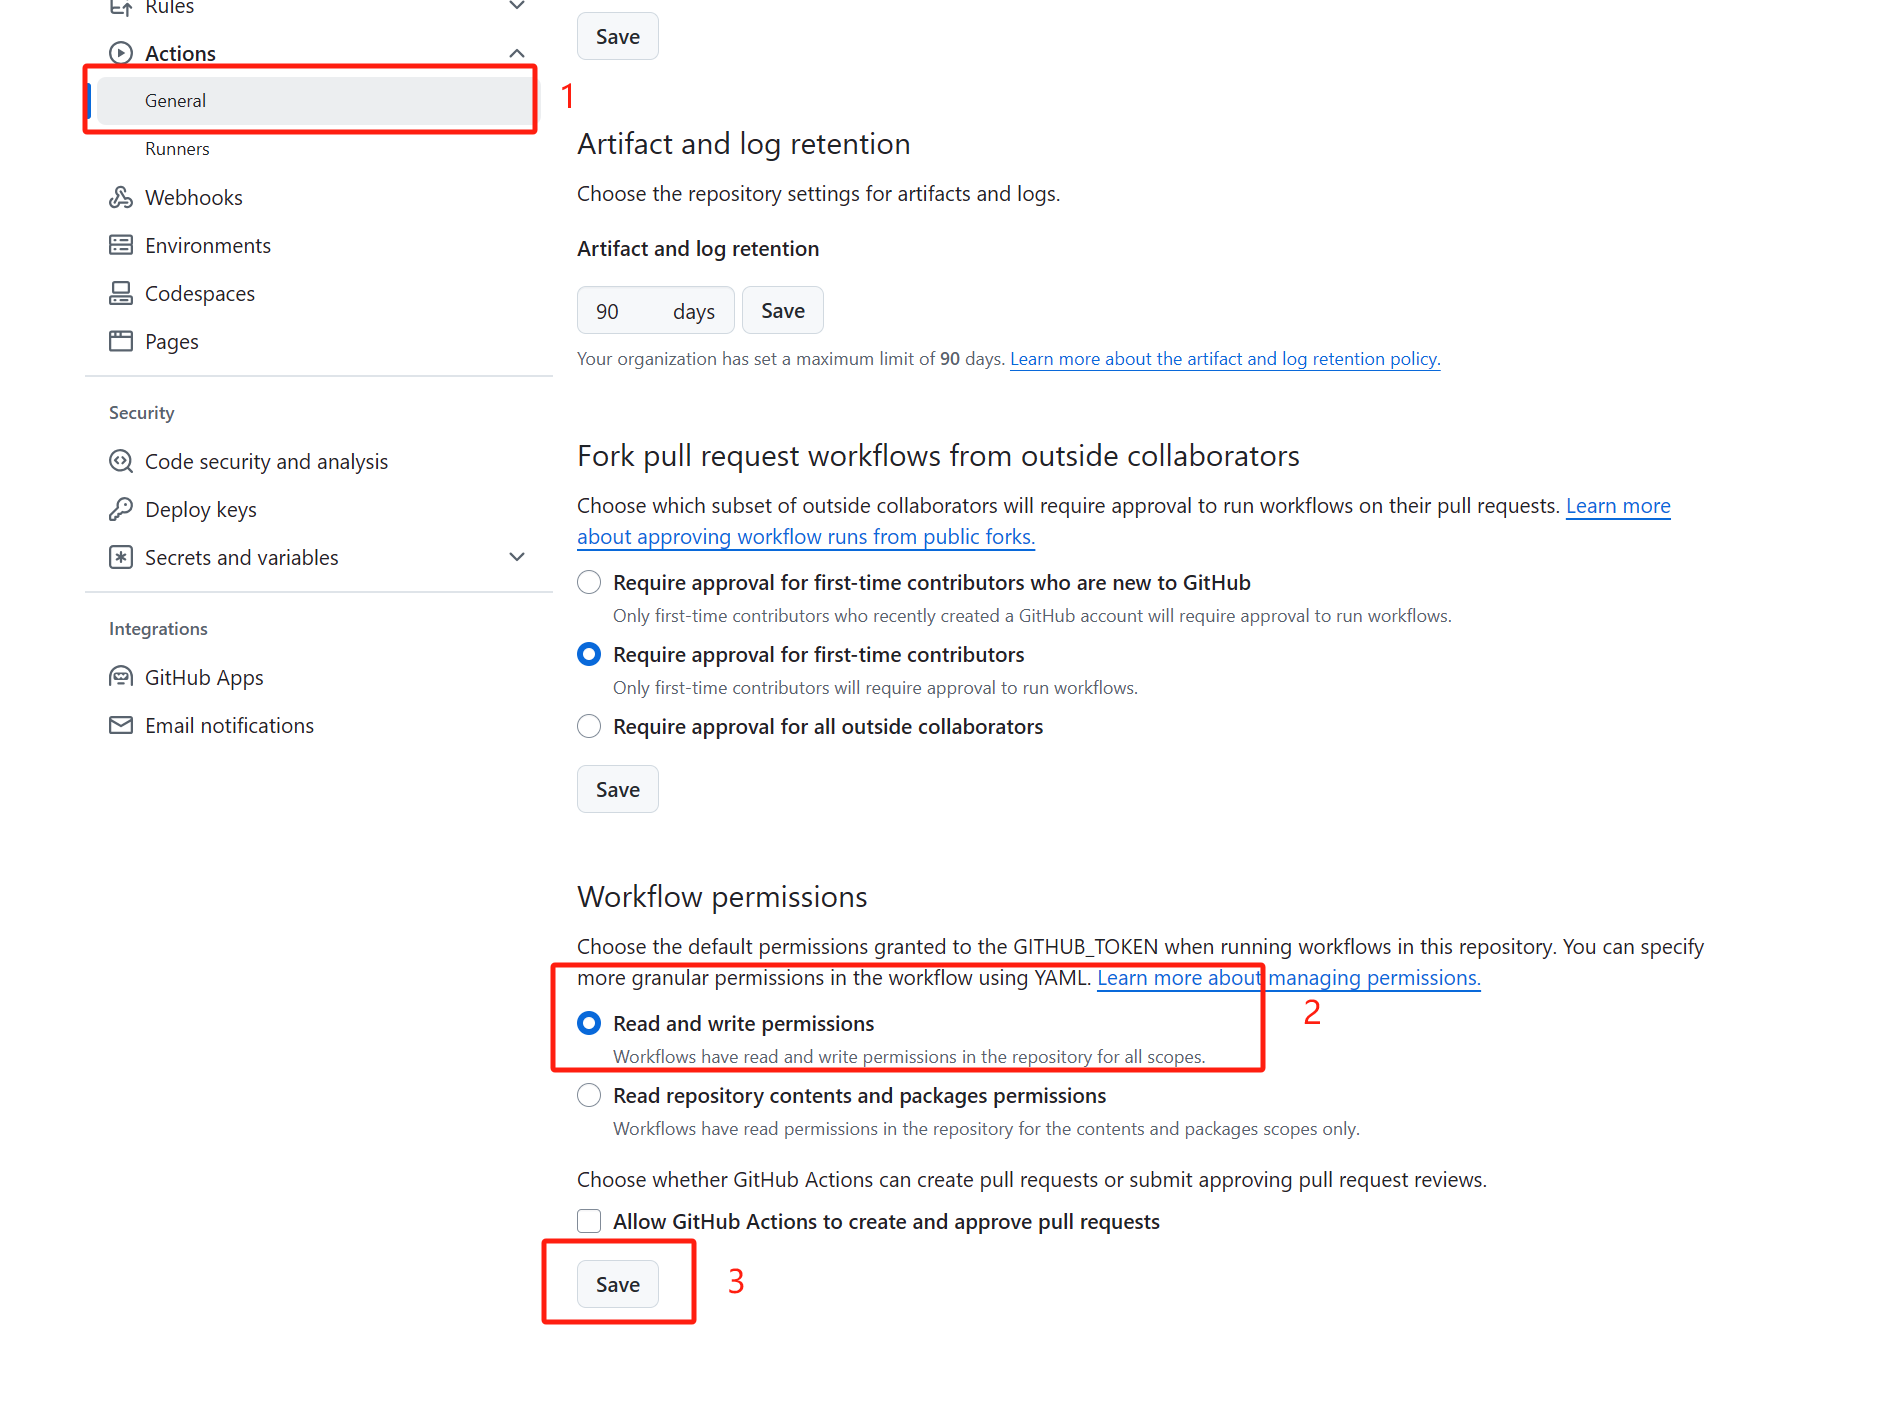 Rules
Actions
General
1
Runners
Webhooks
Environments
Codespaces
Pages
Security
Code security and analysis
Deploy keys
Secrets and variables
Integrations
GitHub Apps
Email notifications
Save
Artifact and log retention
Choose the repository settings for artifacts and logs.
Artifact and log retention
90 days Save
Your organization has set a maximum limit of 90 days. Learn more about the artifact and log retention policy.
Fork pull request workflows from outside collaborators
Choose which subset of outside collaborators will require approval to run workflows on their pull requests. Learn more
about approving workflow runs from public forks.
Require approval for first-time contributors who are new to GitHub
Only first-time contributors who recently created a GitHub account will require approval to run workflows.
Require approval for first-time contributors
Only first-time contributors will require approval to run workflows.
Require approval for all outside collaborators
Save
Workflow permissions
Choose the default permissions granted to the GITHUB_TOKEN when running workflows in this repository. You can specify
more granular permissions in the workflow using YAML. Learn more about managing permissions.
2
Read and write permissions
Workflows have read and write permissions in the repository for all scopes.
Read repository contents and packages permissions
Workflows have read permissions in the repository for the contents and packages scopes only.
Choose whether GitHub Actions can create pull requests or submit approving pull request reviews.
Allow GitHub Actions to create and approve pull requests
Save
3